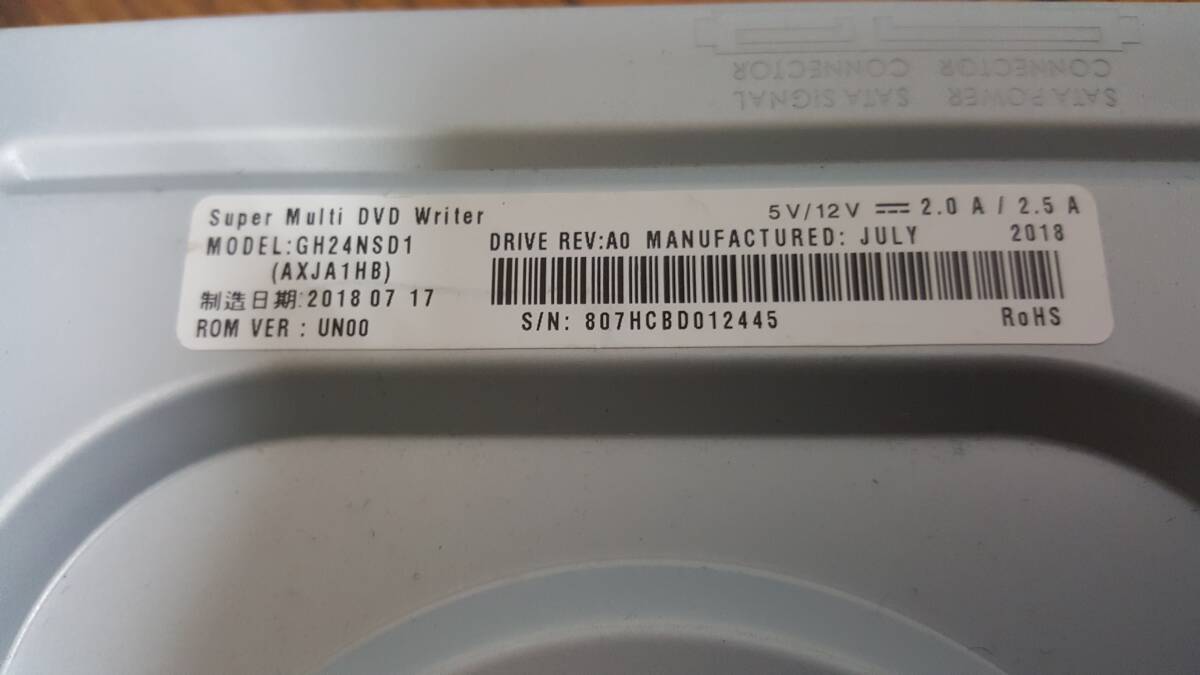 SATA POWER CONNECTOR
SATA SIGNAL CONNECTOR
Super Multi DVD Writer
5V/12V ⎓ 2.0 A / 2.5 A
MODEL:GH24NSD1
DRIVE REV:A0 MANUFACTURED: JULY 2018
(AXJA1HB)
制造日期:2018 07 17
ROM VER : UN00
S/N: 807HCBD012445
RoHS